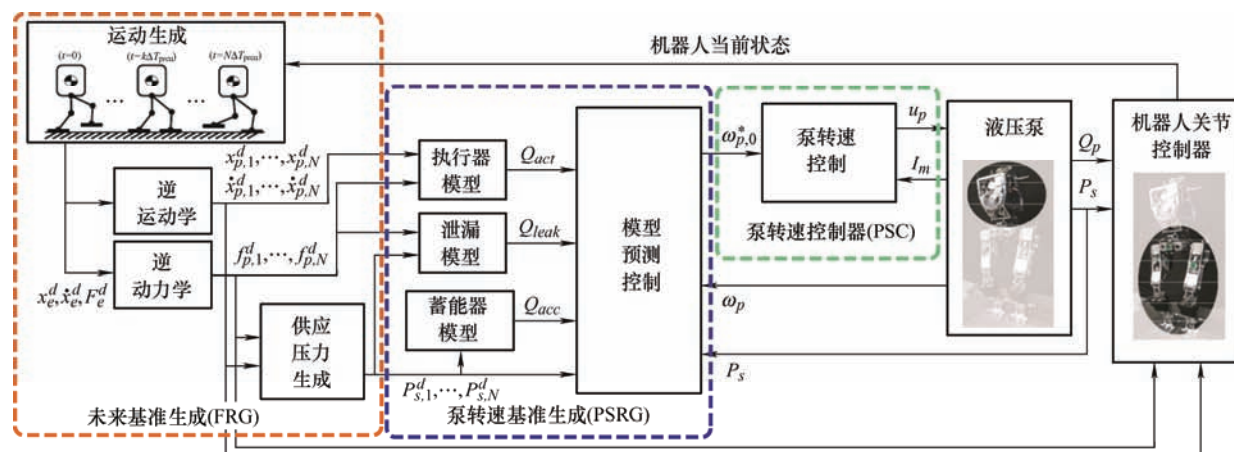 运动生成
(t=0)
(t=kΔT_pred)
(t=NΔT_pred)
… …
机器人当前状态
x^d_{p,1},…,x^d_{p,N}
ẋ^d_{p,1},…,ẋ^d_{p,N}
逆
运动学
f^d_{p,1},…,f^d_{p,N}
逆
动力学
x^d_e,ẋ^d_e,F^d_e
供应
压力
生成
未来基准生成(FRG)
执行器
模型
Q_act
泄漏
模型
Q_leak
蓄能器
模型
Q_acc
P^d_{s,1},…,P^d_{s,N}
模型
预测
控制
泵转速基准生成(PSRG)
ω^*_{p,0}
泵转速
控制
u_p
I_m
泵转速控制器(PSC)
ω_p
P_s
液压泵
Q_p
P_s
机器人关节
控制器